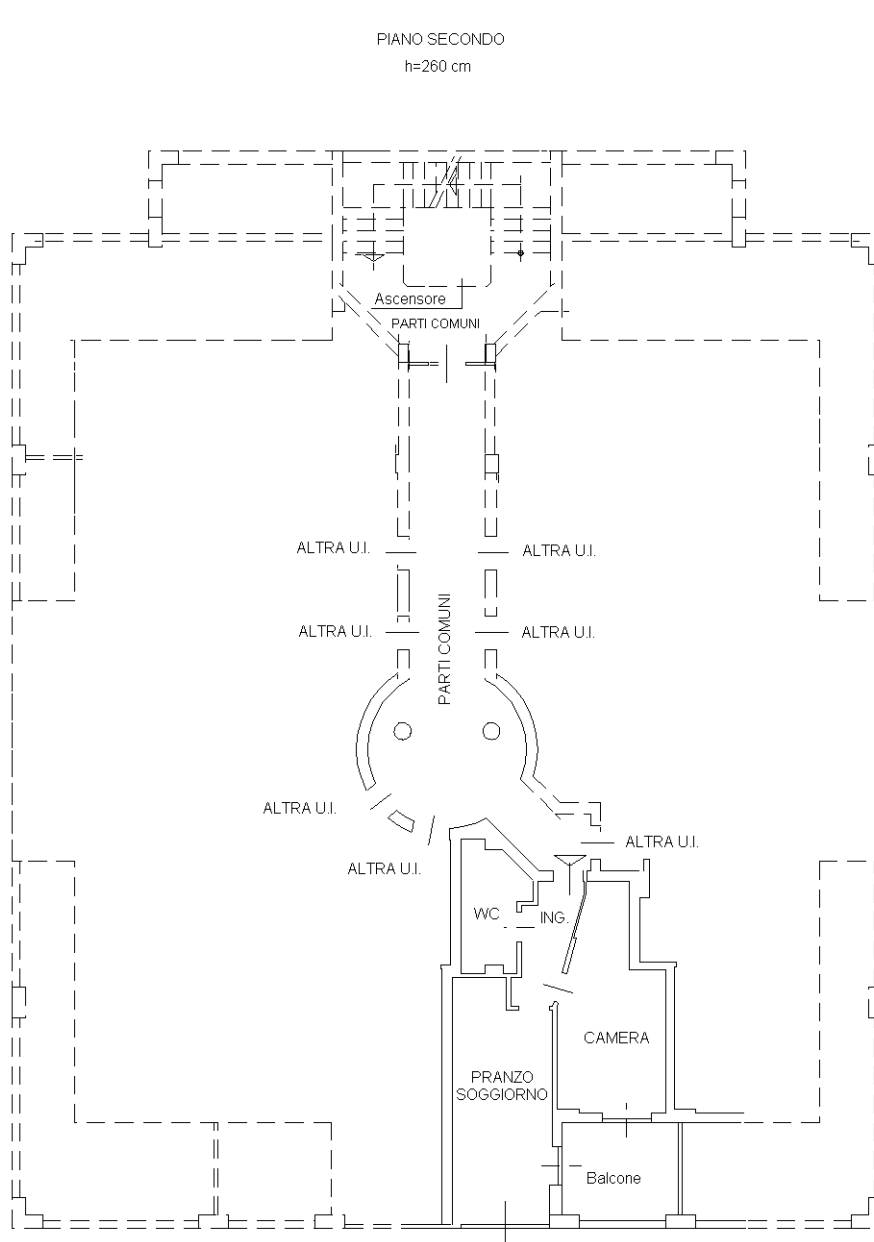 PIANO SECONDO
h=260 cm
Ascensore
PARTI COMUNI
ALTRA U.I.
ALTRA U.I.
ALTRA U.I.
ALTRA U.I.
PARTI COMUNI
ALTRA U.I.
ALTRA U.I.
ALTRA U.I.
WC
ING.
CAMERA
PRANZO
SOGGIORNO
Balcone